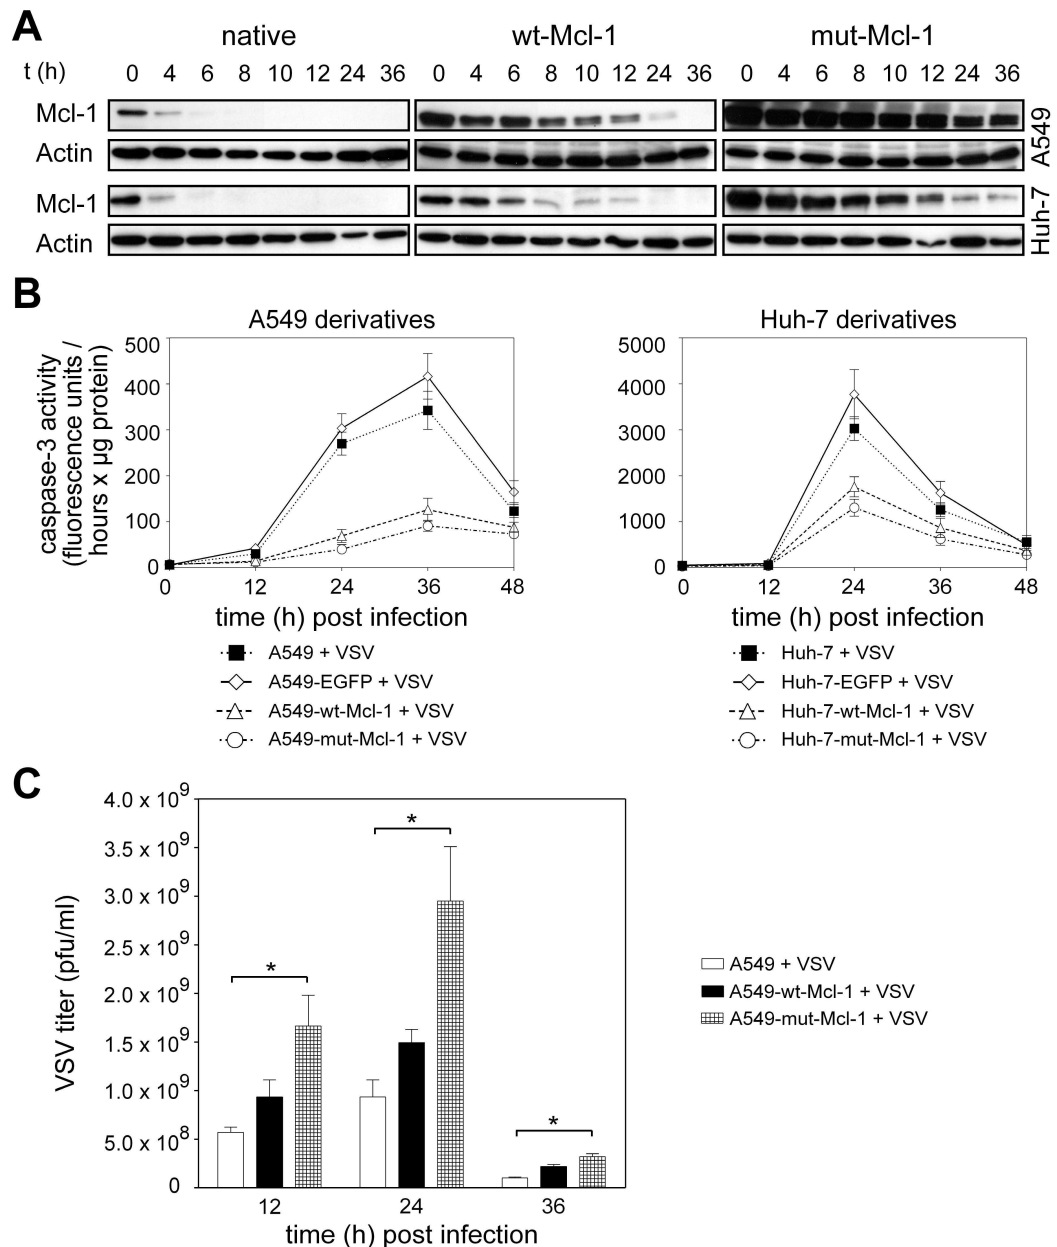 A
native wt-Mcl-1 mut-Mcl-1
t (h) 0 4 6 8 10 12 24 36 0 4 6 8 10 12 24 36 0 4 6 8 10 12 24 36
Mcl-1
Actin
A549
Mcl-1
Actin
Huh-7
B
A549 derivatives
caspase-3 activity
(fluorescence units /
hours x µg protein)
500
400
300
200
100
0
0 12 24 36 48
time (h) post infection
A549 + VSV
A549-EGFP + VSV
A549-wt-Mcl-1 + VSV
A549-mut-Mcl-1 + VSV
Huh-7 derivatives
5000
4000
3000
2000
1000
0
0 12 24 36 48
time (h) post infection
Huh-7 + VSV
Huh-7-EGFP + VSV
Huh-7-wt-Mcl-1 + VSV
Huh-7-mut-Mcl-1 + VSV
C
VSV titer (pfu/ml)
4.0 x 10⁹
3.5 x 10⁹
3.0 x 10⁹
2.5 x 10⁹
2.0 x 10⁹
1.5 x 10⁹
1.0 x 10⁹
5.0 x 10⁸
0
* * *
12 24 36
time (h) post infection
A549 + VSV
A549-wt-Mcl-1 + VSV
A549-mut-Mcl-1 + VSV